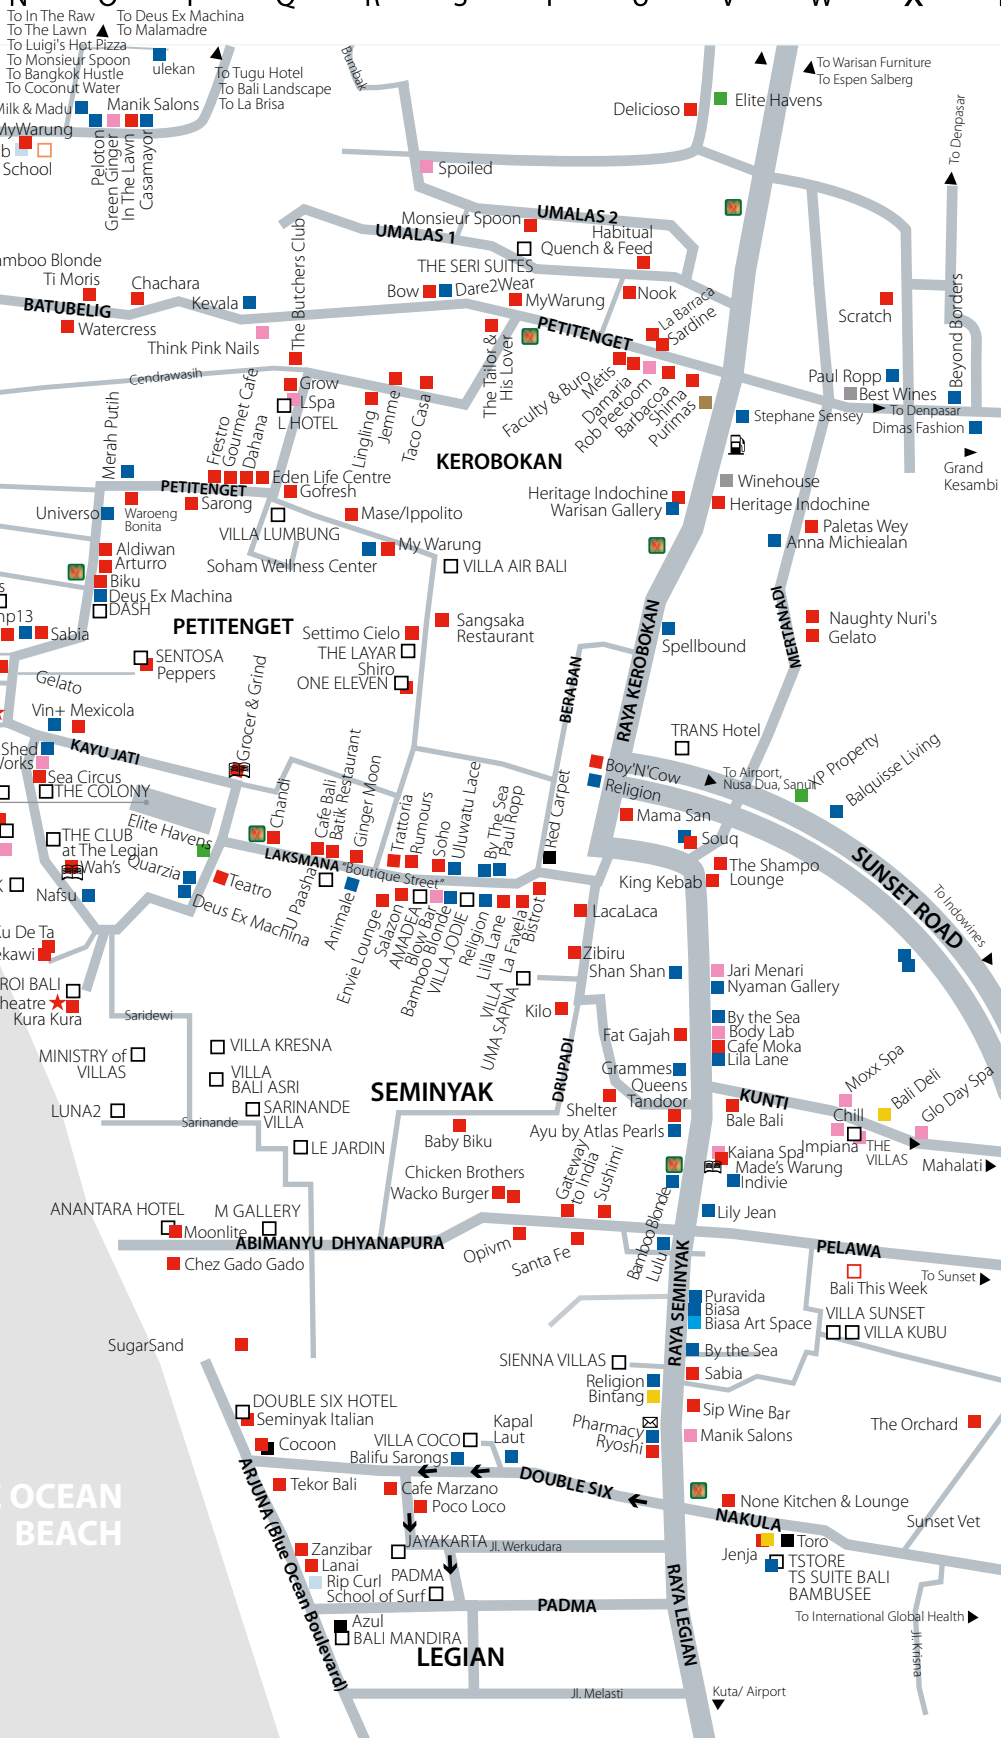 To In The Raw
To The Lawn
To Luigi's Hot Pizza
To Monsieur Spoon
To Bangkok Hustle
To Coconut Water
To Deus Ex Machina
To Malamadre
ulekan
To Tugu Hotel
To Bali Landscape
To La Brisa
Bumbak
To Warisan Furniture
To Espen Salberg
Delicioso
Elite Havens
Milk & Madu
Manik Salons
MyWarung
b
School
Peloton
Green Ginger
In The Lawn
Casamayor
To Denpasar
Spoiled
Monsieur Spoon
UMALAS 2
UMALAS 1
Habitual
Quench & Feed
THE SERI SUITES
amboo Blonde
Ti Moris
Chachara
Kevala
BATUBELIG
Watercress
Think Pink Nails
The Butchers Club
Bow
Dare2Wear
MyWarung
Nook
La Barraca
Sardine
PETITENGET
Scratch
Beyond Borders
Cendrawasih
Grow
LSpa
L HOTEL
The Tailor &
His Lover
Faculty & Buro
Métis
Damaria
Rob Peetoom
Barbacoa
Shima
Purimas
Paul Ropp
Best Wines
To Denpasar
Dimas Fashion
Stephane Sensey
Grand
Kesambi
Merah Putih
Frestro
Gourmet Cafe
Dahana
Lingling
Jemme
Taco Casa
KEROBOKAN
Eden Life Centre
Gofresh
PETITENGET
Sarong
Universo
Waroeng
Bonita
VILLA LUMBUNG
Mase/Ippolito
Heritage Indochine
Warisan Gallery
Winehouse
Heritage Indochine
Paletas Wey
Anna Michiealan
Aldiwan
Arturro
Biku
Deus Ex Machina
DASH
Soham Wellness Center
My Warung
VILLA AIR BALI
s
mp13
Sabia
PETITENGET
Settimo Cielo
THE LAYAR
Shiro
ONE ELEVEN
Sangsaka
Restaurant
RAYA KEROBOKAN
Spellbound
MERTANADI
Naughty Nuri's
Gelato
SENTOSA
Peppers
Gelato
Vin+
Mexicola
Grocer & Grind
BERABAN
TRANS Hotel
KAYU JATI
Shed
Works
Sea Circus
THE COLONY
Boy'N'Cow
Religion
To Airport,
Nusa Dua, Sanur
XP Property
Balquisse Living
Elite Havens
Chandi
Cafe Bali
Batik Restaurant
Ginger Moon
Trattoria
Rumours
Soho
Uluwatu Lace
By The Sea
Paul Ropp
Red Carpet
Mama San
Souq
THE CLUB
at The Legian
Wah's
Quarzia
LAKSMANA
"Boutique Street"
The Shampo
Lounge
King Kebab
SUNSET ROAD
K
Nafsu
Teatro
Deus Ex Machina
U Paasha
Animale
Envie Lounge
Salazon
AMADEA
Blow Bar
Bamboo Blonde
VILLA JODIE
Religion
Lilla Lane
La Fayela
Bistrot
VILLA
UMA SAPNA
LacaLaca
To Indowines
Ku De Ta
ekawi
Zibiru
Shan Shan
Jari Menari
Nyaman Gallery
ROI BALI
heatre
Kura Kura
Saridewi
Kilo
By the Sea
Body Lab
Cafe Moka
Lila Lane
Fat Gajah
MINISTRY of
VILLAS
VILLA KRESNA
VILLA
BALI ASRI
SEMINYAK
DRUPADI
Grammes
Queens
Tandoor
Moxx Spa
KUNTI
Bali Deli
Glo Day Spa
LUNA2
SARINANDE
VILLA
Sarinande
Shelter
Ayu by Atlas Pearls
Bale Bali
Chill
Impiana
THE
VILLAS
LE JARDIN
Baby Biku
Kaiana Spa
Made's Warung
Indivie
Mahalati
Chicken Brothers
Wacko Burger
Gateway
to India
Sushimi
ANANTARA HOTEL
M GALLERY
Moonlite
Lily Jean
ABIMANYU DHYANAPURA
Chez Gado Gado
Opivm
Santa Fe
Bamboo Blonde
Lulu
PELAWA
Bali This Week
To Sunset
RAYA SEMINYAK
Puravida
Biasa
Biasa Art Space
VILLA SUNSET
VILLA KUBU
SugarSand
SIENNA VILLAS
By the Sea
Sabia
Religion
Bintang
DOUBLE SIX HOTEL
Seminyak Italian
Cocoon
VILLA COCO
Kapal
Laut
Balifu Sarongs
Pharmacy
Ryoshi
Sip Wine Bar
Manik Salons
The Orchard
OCEAN
BEACH
ARJUNA (Blue Ocean Boulevard)
Tekor Bali
Cafe Marzano
Poco Loco
DOUBLE SIX
None Kitchen & Lounge
NAKULA
Sunset Vet
Zanzibar
Lanai
Rip Curl
School of Surf
JAYAKARTA
Jl. Werkudara
PADMA
Jenja
Toro
TSTORE
TS SUITE BALI
BAMBUSEE
PADMA
RAYA LEGIAN
To International Global Health
Azul
BALI MANDIRA
LEGIAN
Jl. Krisna
Jl. Melasti
Kuta/ Airport